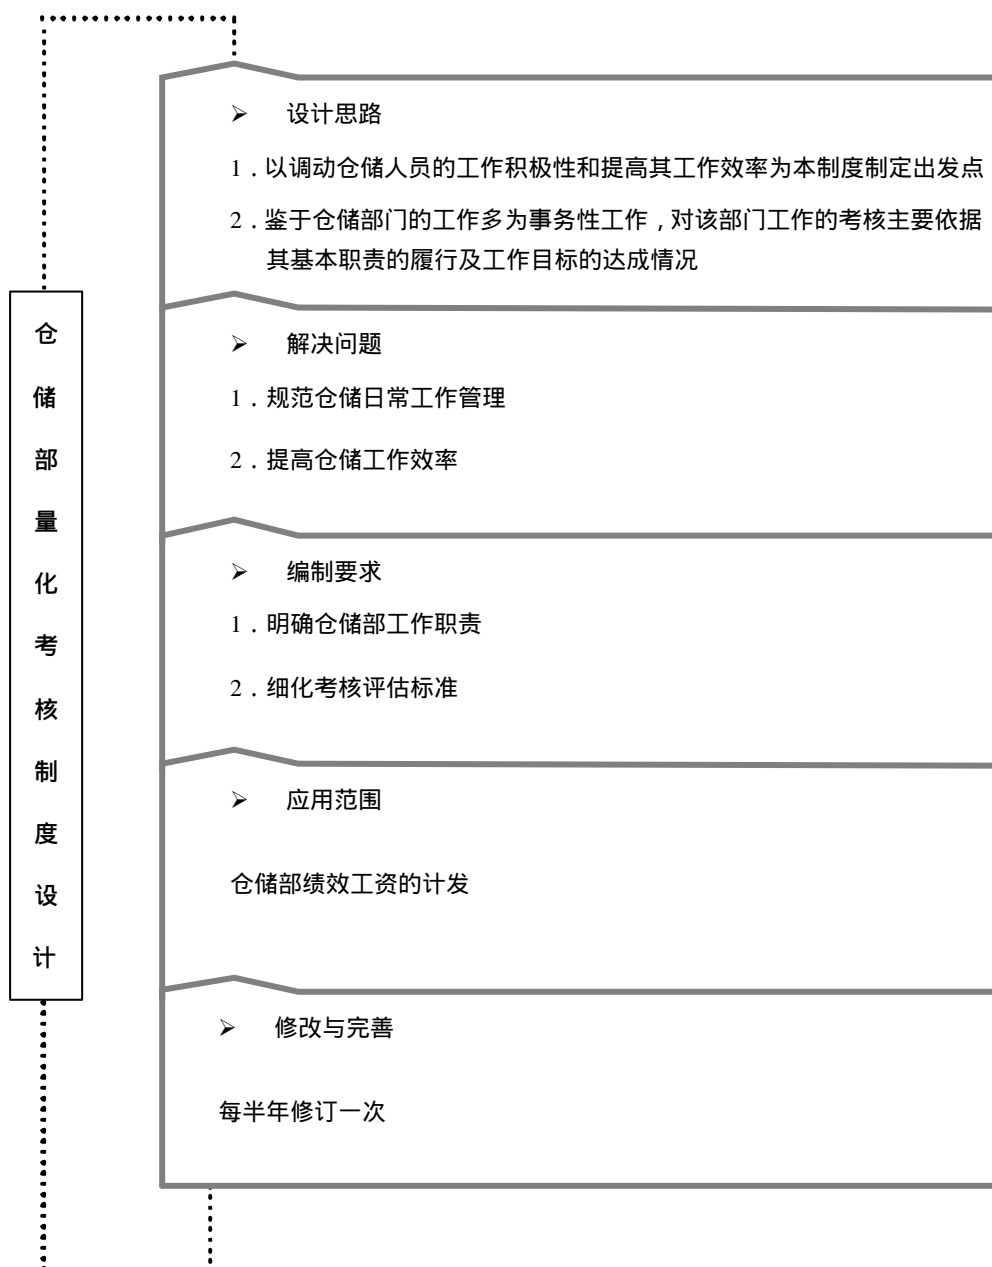 仓储部量化考核制度设计
➢ 设计思路
1．以调动仓储人员的工作积极性和提高其工作效率为本制度制定出发点
2．鉴于仓储部门的工作多为事务性工作，对该部门工作的考核主要依据
其基本职责的履行及工作目标的达成情况
➢ 解决问题
1．规范仓储日常工作管理
2．提高仓储工作效率
➢ 编制要求
1．明确仓储部工作职责
2．细化考核评估标准
➢ 应用范围
仓储部绩效工资的计发
➢ 修改与完善
每半年修订一次